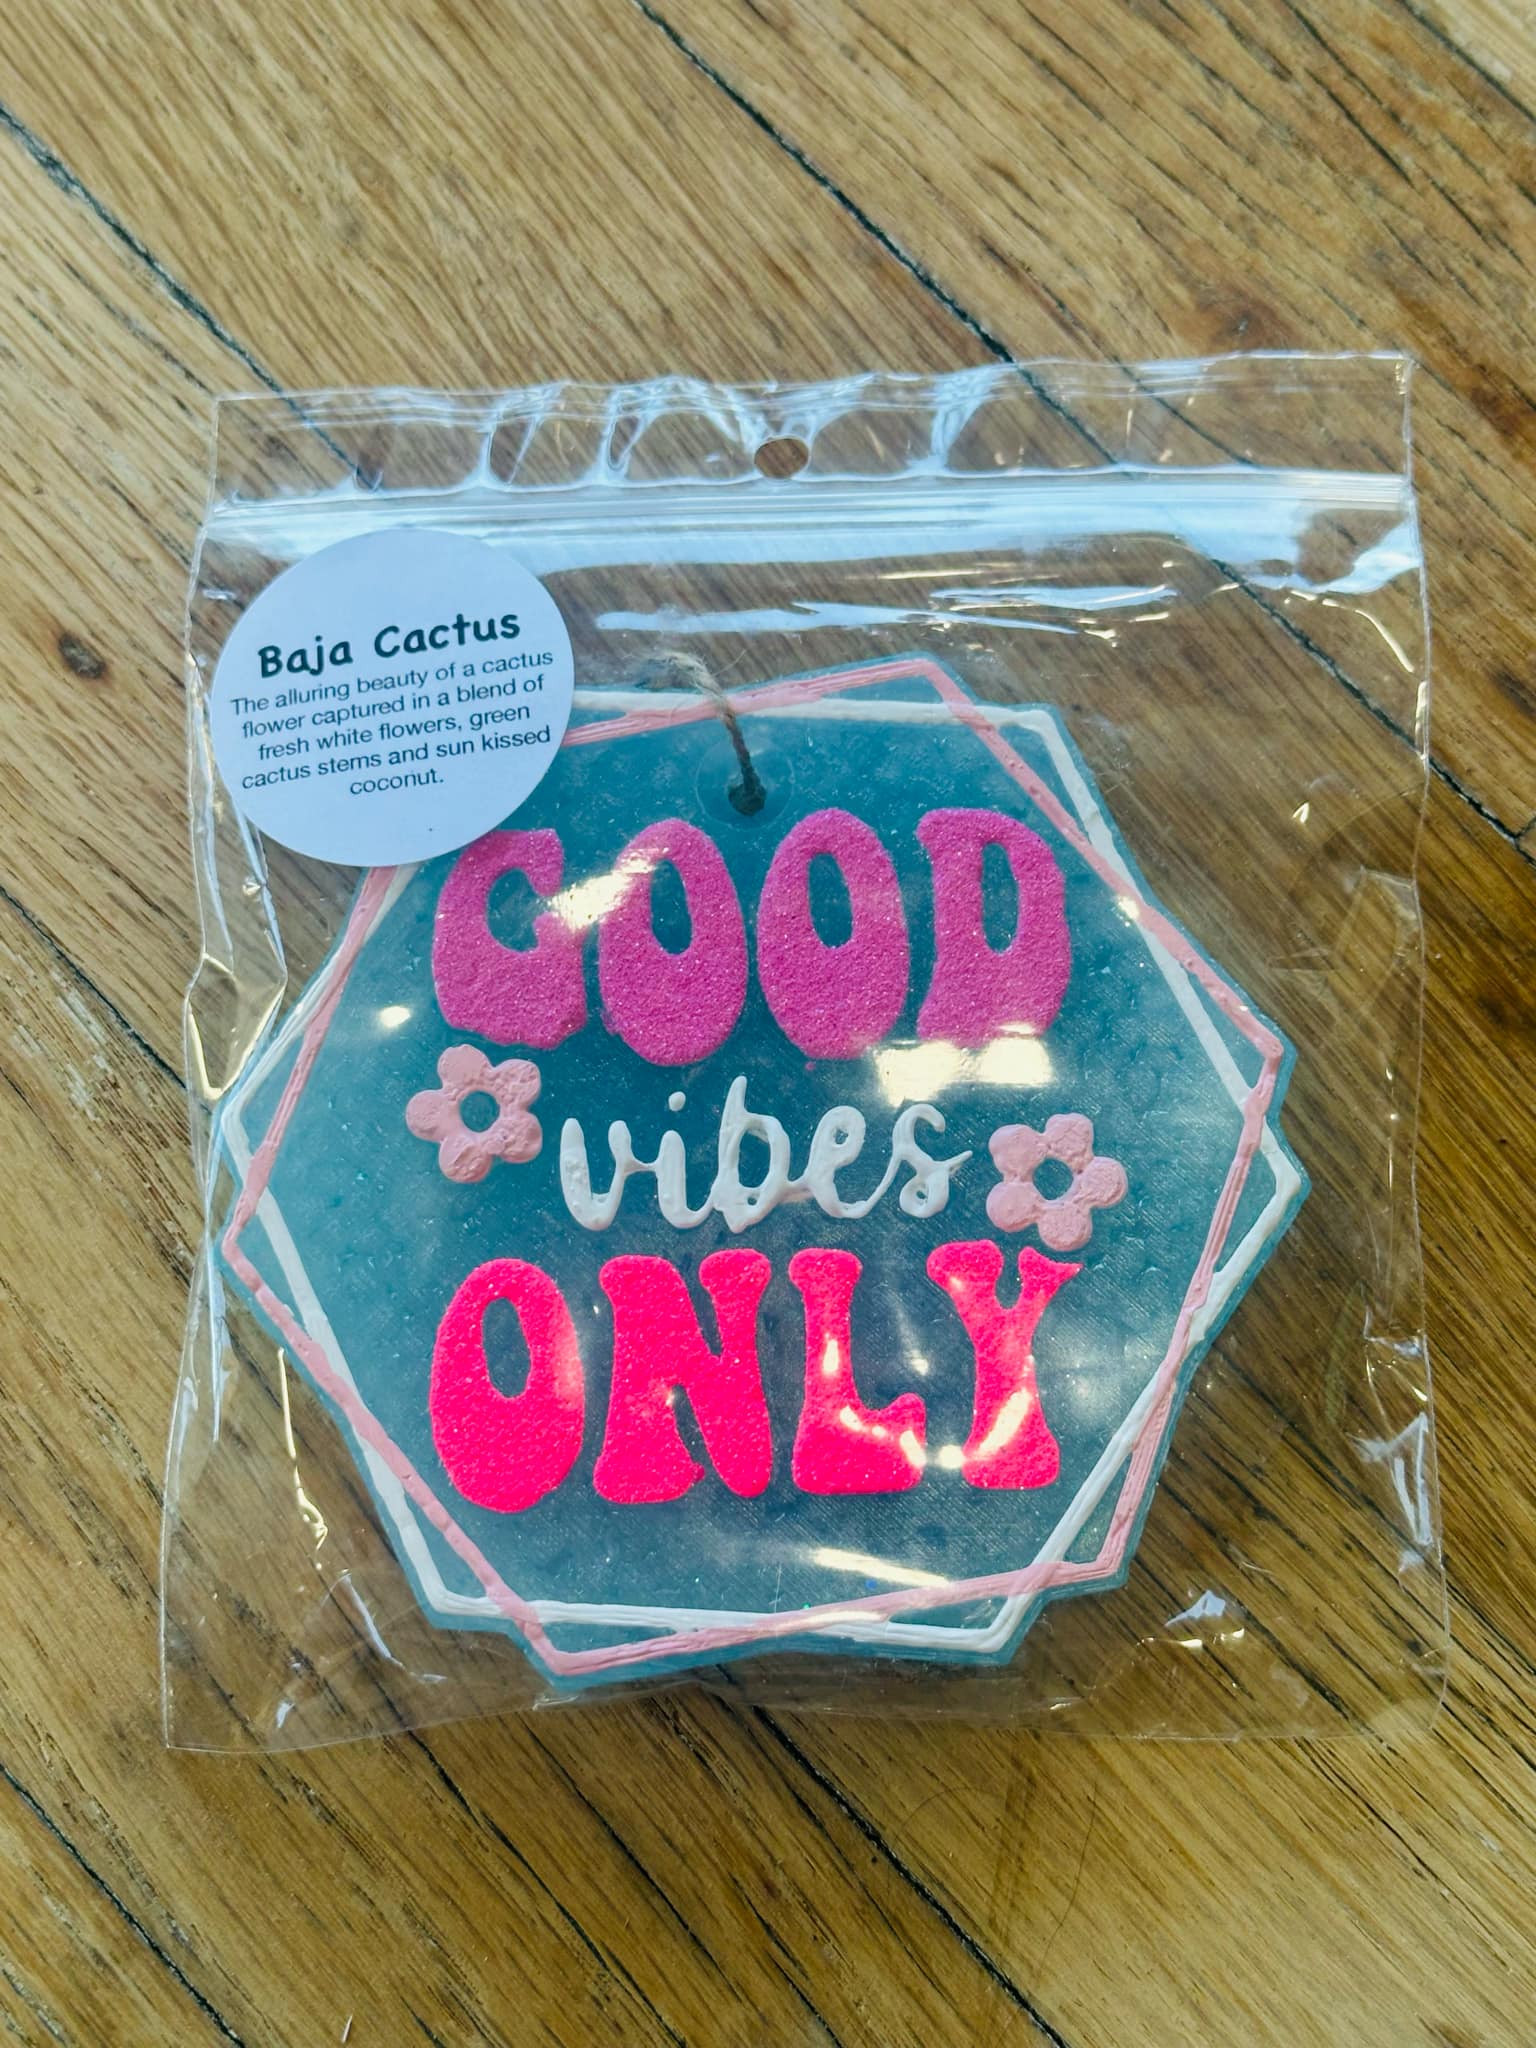 Baja Cactus
The alluring beauty of a cactus
flower captured in a blend of
fresh white flowers, green
cactus stems and sun kissed
coconut.
GOOD
vibes
ONLY